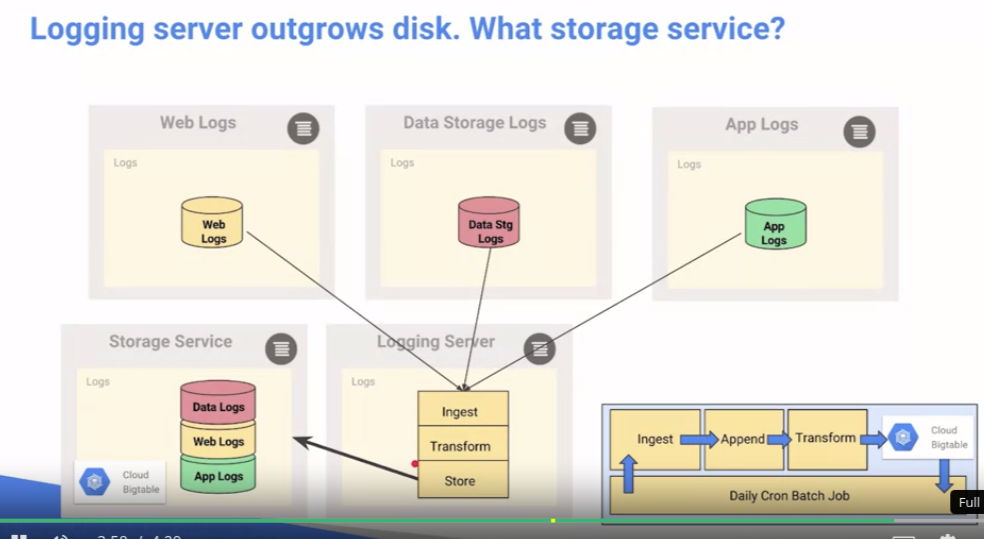 Logging server outgrows disk. What storage service?
Web Logs
Logs
Web
Logs
Data Storage Logs
Logs
Data Stg
Logs
App Logs
Logs
App
Logs
Storage Service
Logs
Data Logs
Web Logs
App Logs
Cloud
Bigtable
Logging Server
Logs
Ingest
Transform
Store
Ingest
Append
Transform
Cloud
Bigtable
Daily Cron Batch Job
Full